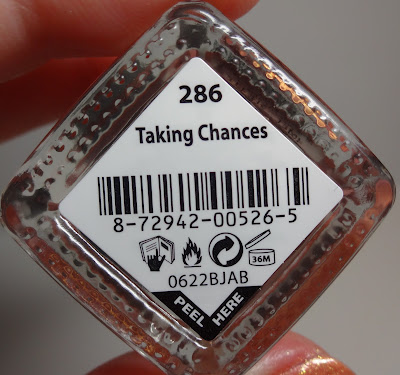 286
Taking Chances
8-72942-00526-5
36M
0622BJAB
PEEL HERE